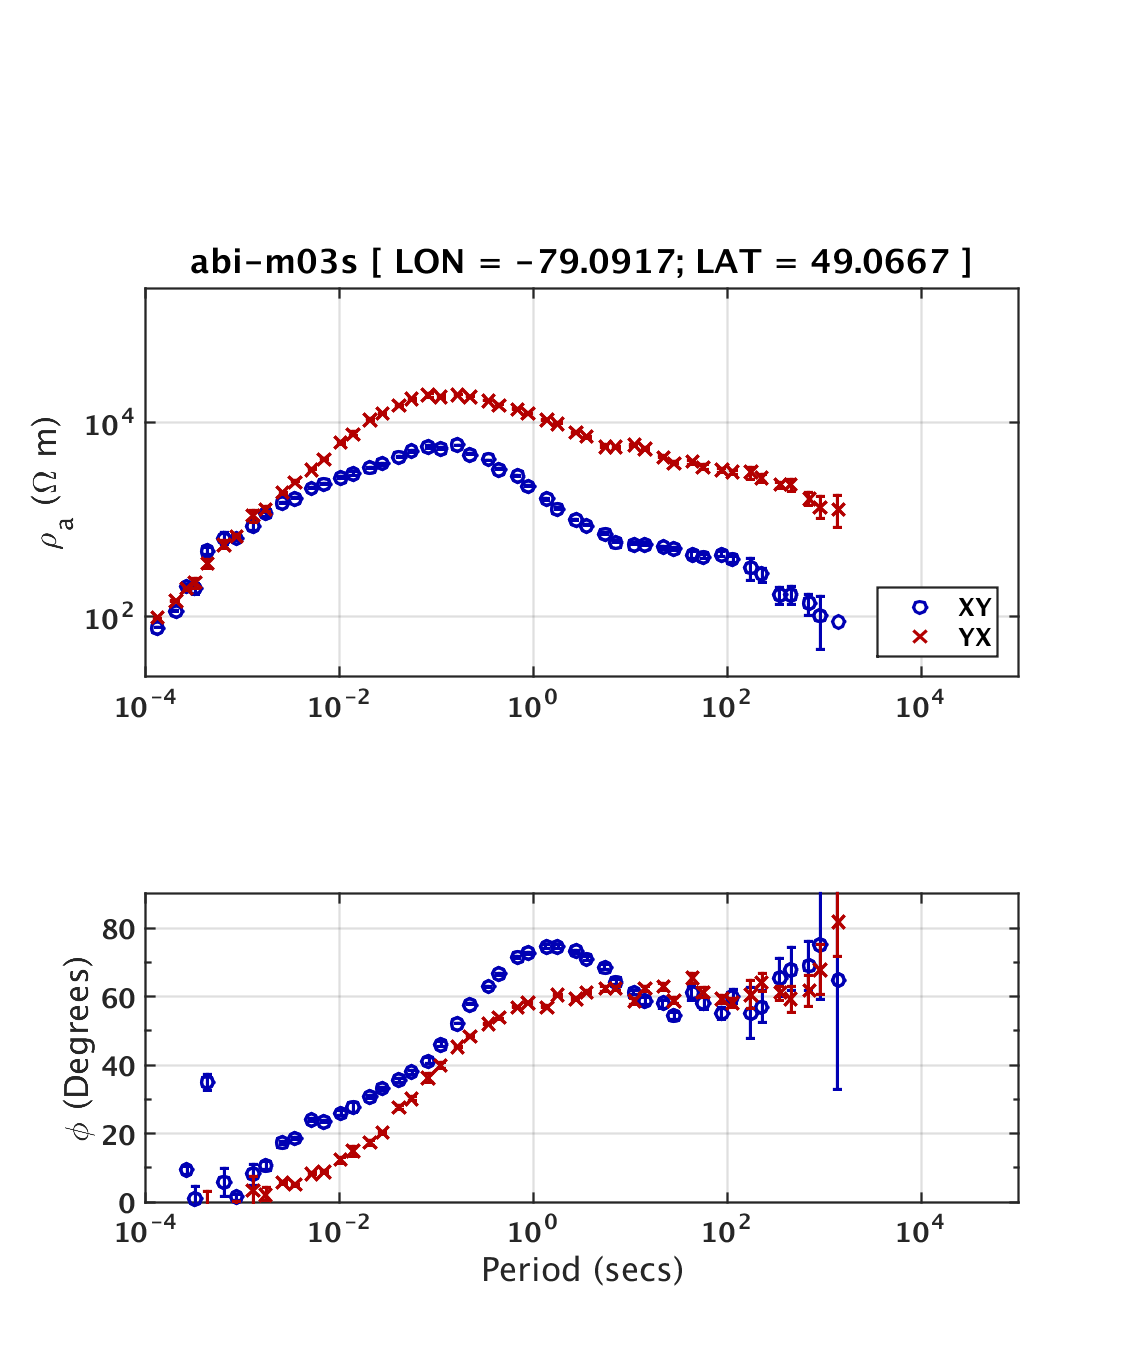 abi-m03s [ LON = -79.0917; LAT = 49.0667 ]
ρa (Ω m)
10^4
10^2
XY
YX
10^-4 10^-2 10^0 10^2 10^4
ϕ (Degrees)
80
60
40
20
0
10^-4 10^-2 10^0 10^2 10^4
Period (secs)